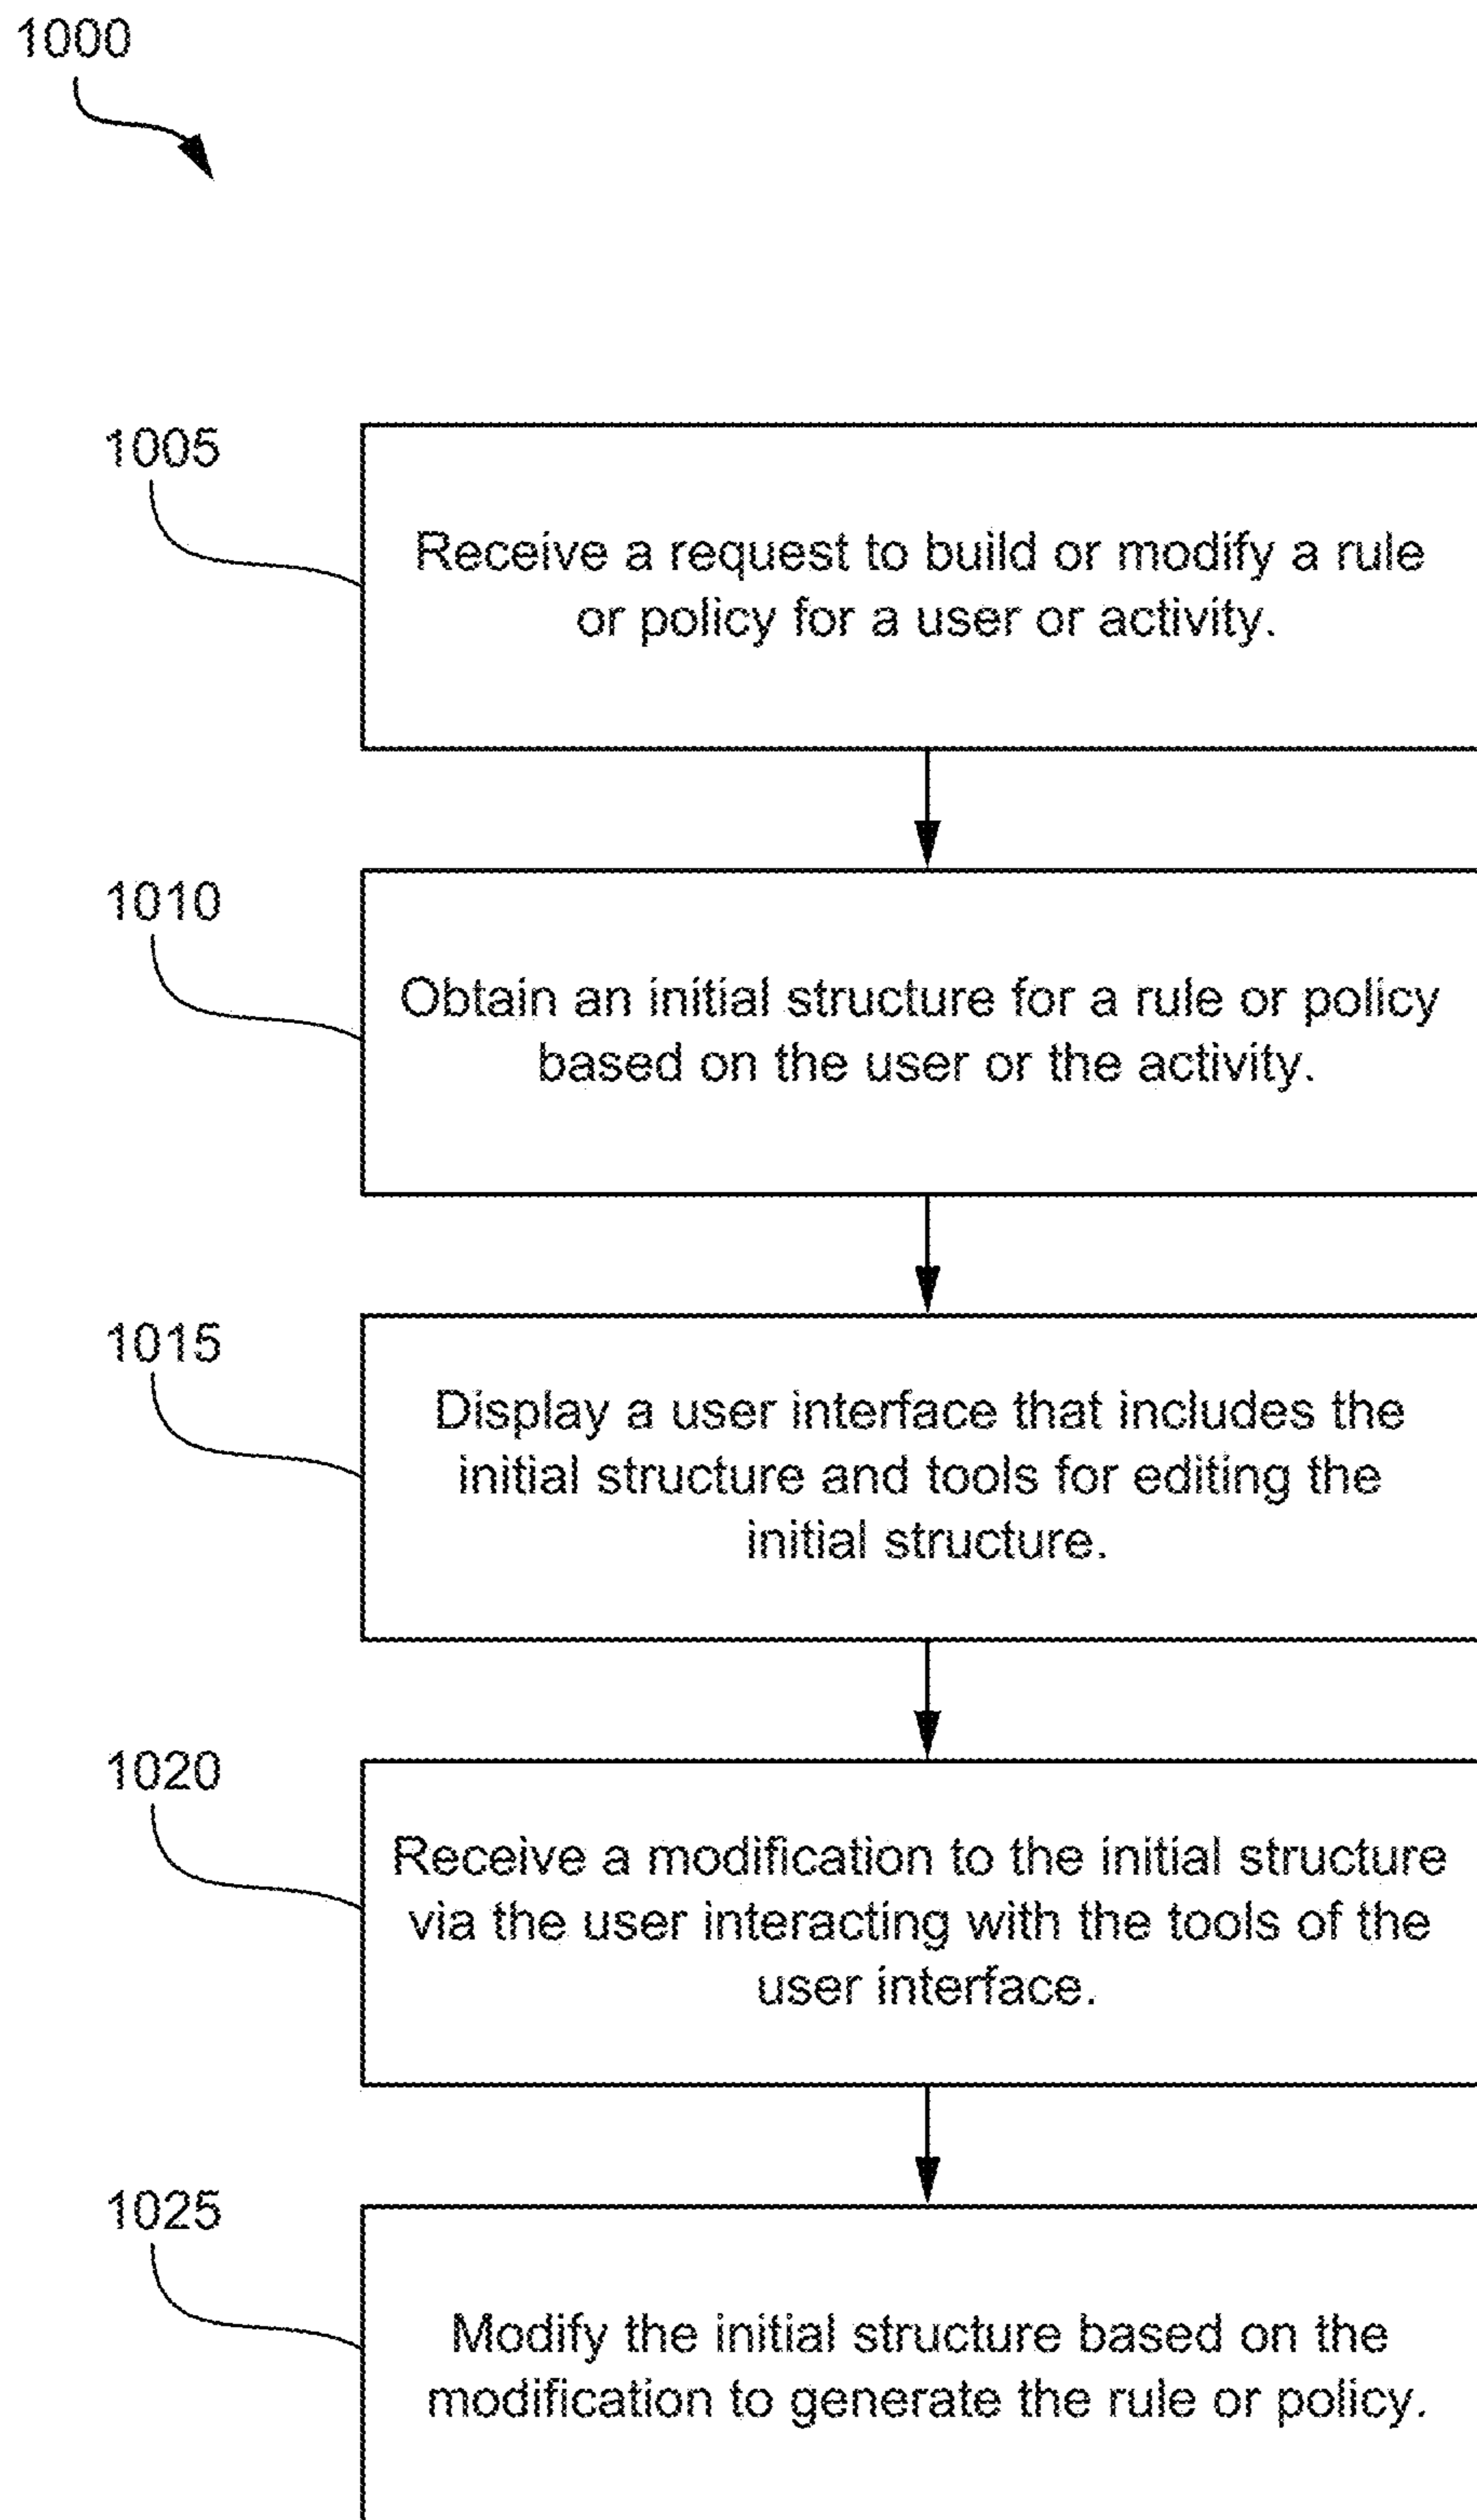 1000
1005
Receive a request to build or modify a rule
or policy for a user or activity.
1010
Obtain an initial structure for a rule or policy
based on the user or the activity.
1015
Display a user interface that includes the
initial structure and tools for editing the
initial structure.
1020
Receive a modification to the initial structure
via the user interacting with the tools of the
user interface.
1025
Modify the initial structure based on the
modification to generate the rule or policy.